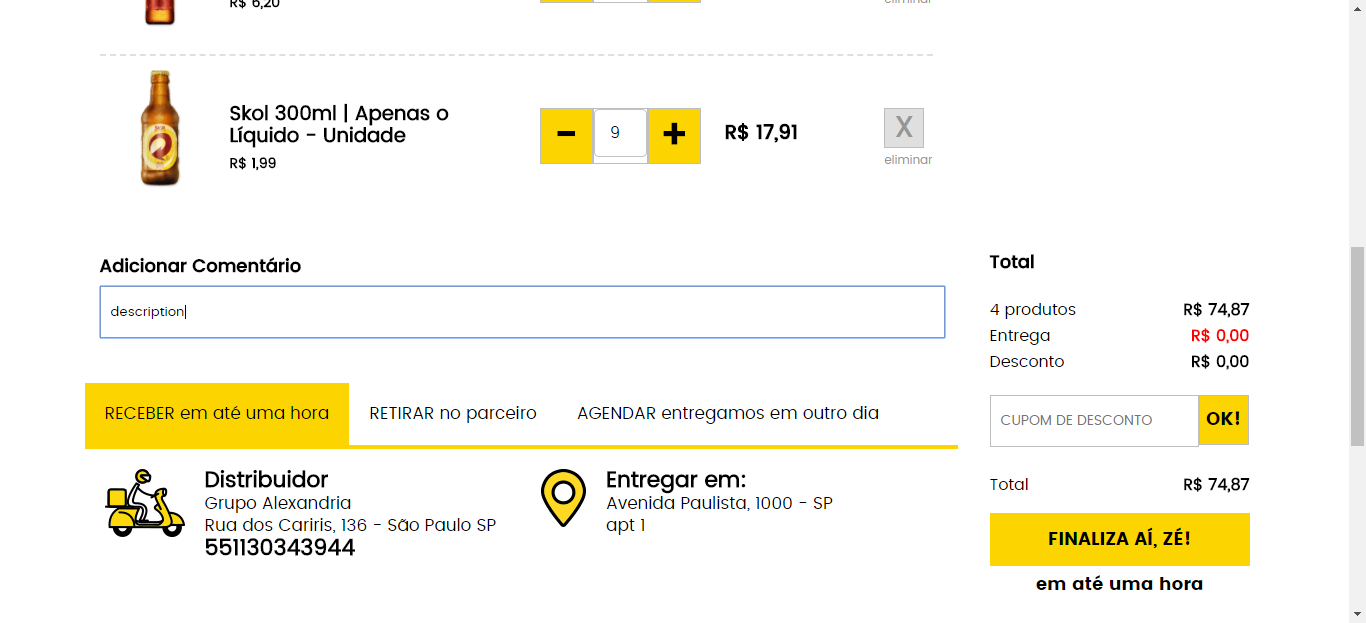 R$ 6,20
eliminar
Skol 300ml | Apenas o
Líquido - Unidade
R$ 1,99
9
R$ 17,91
X
eliminar
Adicionar Comentário
description
RECEBER em até uma hora
RETIRAR no parceiro
AGENDAR entregamos em outro dia
Distribuidor
Grupo Alexandria
Rua dos Cariris, 136 - São Paulo SP
551130343944
Entregar em:
Avenida Paulista, 1000 - SP
apt 1
Total
4 produtos R$ 74,87
Entrega R$ 0,00
Desconto R$ 0,00
CUPOM DE DESCONTO OK!
Total R$ 74,87
FINALIZA AÍ, ZÉ!
em até uma hora